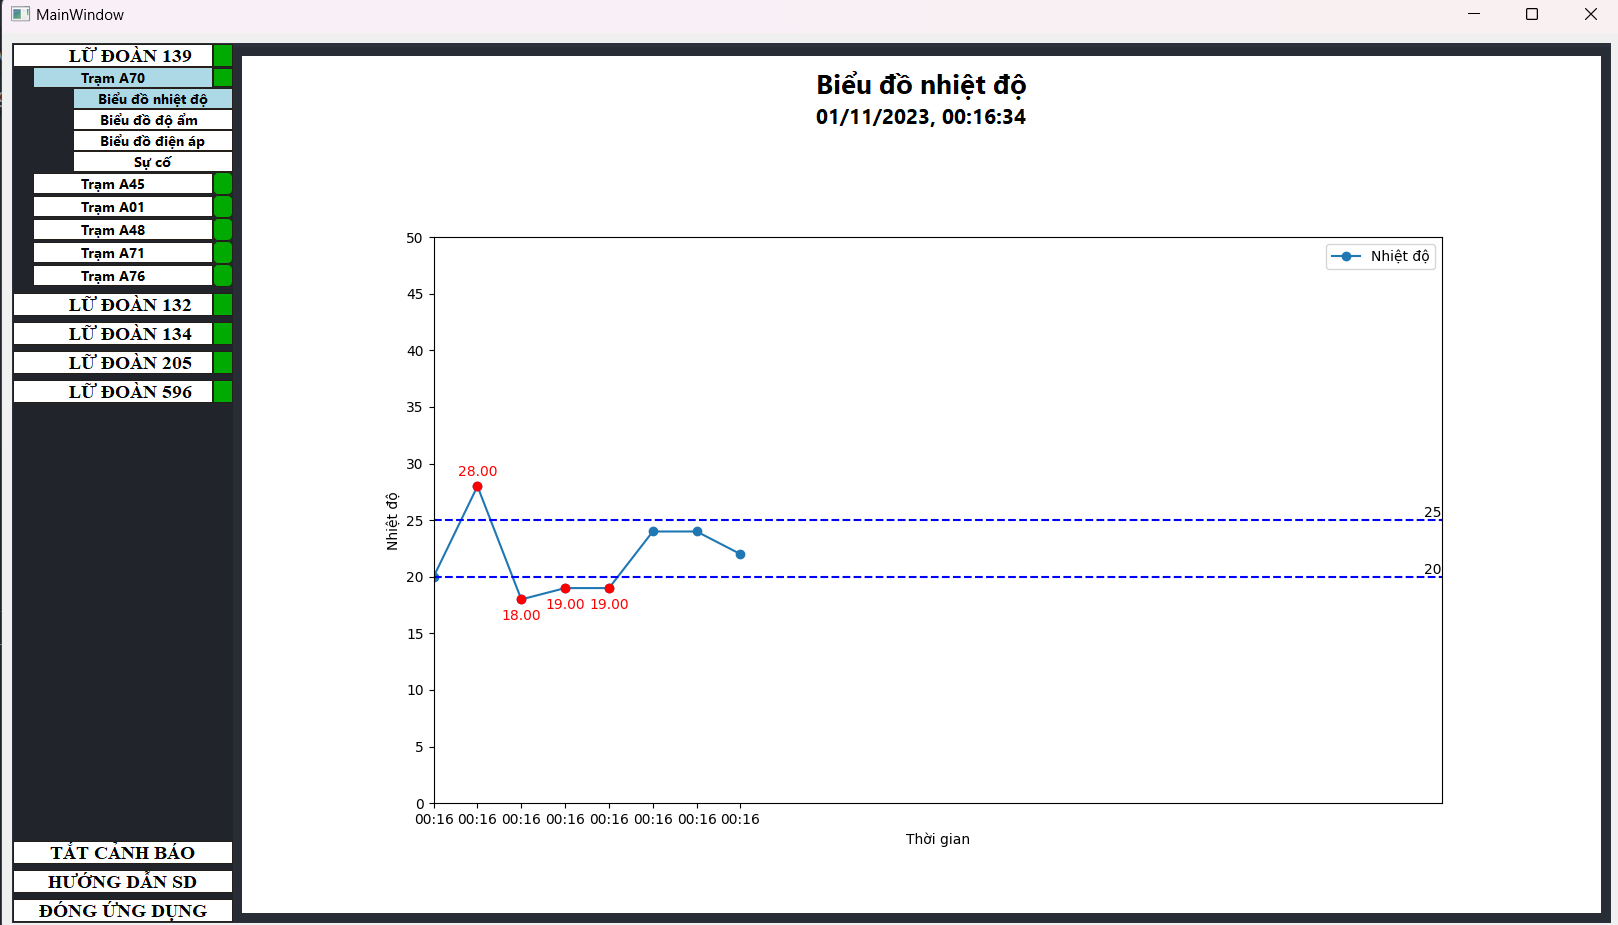 MainWindow
LỮ ĐOÀN 139
Trạm A70
Biểu đồ nhiệt độ
Biểu đồ độ ẩm
Biểu đồ điện áp
Sự cố
Trạm A45
Trạm A01
Trạm A48
Trạm A71
Trạm A76
LỮ ĐOÀN 132
LỮ ĐOÀN 134
LỮ ĐOÀN 205
LỮ ĐOÀN 596
TẮT CẢNH BÁO
HƯỚNG DẪN SD
ĐÓNG ỨNG DỤNG
Biểu đồ nhiệt độ
01/11/2023, 00:16:34
Nhiệt độ
50
45
40
35
30
25
20
15
10
5
0
Nhiệt độ
28.00
18.00
19.00 19.00
25
20
00:16 00:16 00:16 00:16 00:16 00:16 00:16 00:16
Thời gian